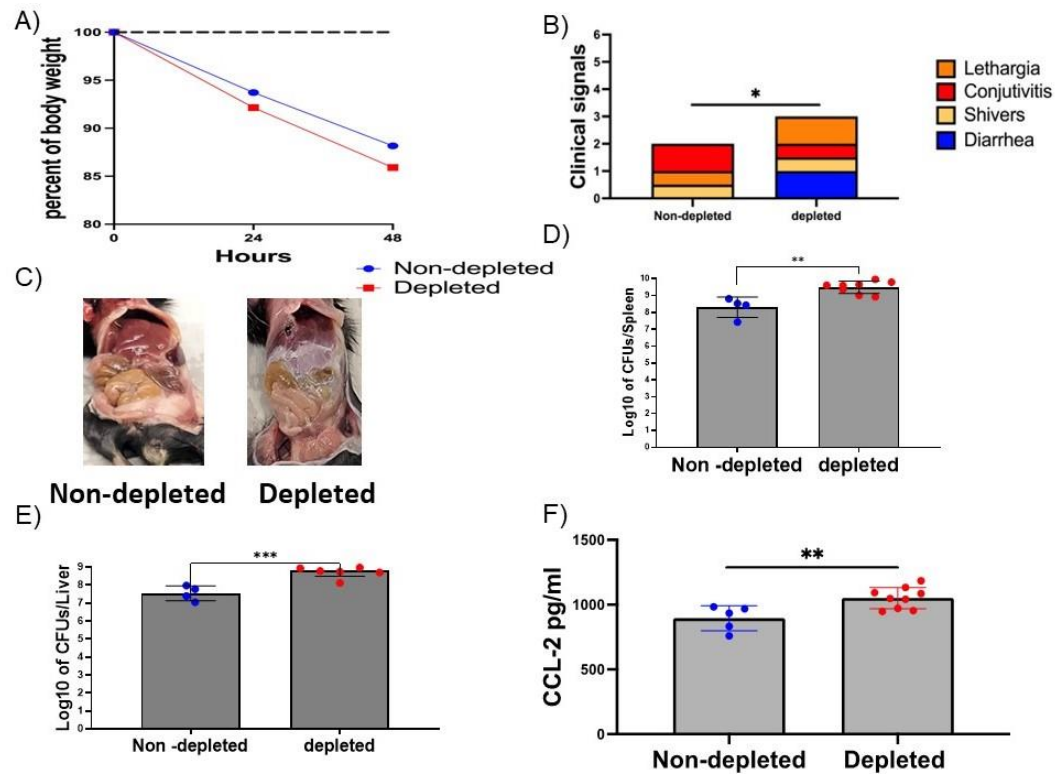 A)
percent of body weight
100
95
90
85
80
0
24
48
Hours
Non-depleted
Depleted
B)
Clinical signals
6
5
4
3
2
1
0
*
Non-depleted
depleted
Lethargia
Conjutivitis
Shivers
Diarrhea
C)
Non-depleted
Depleted
D)
Log10 of CFUs/Spleen
10
9
8
7
6
5
4
3
2
1
0
**
Non -depleted
depleted
E)
Log10 of CFUs/Liver
9
8
7
6
5
4
3
2
1
0
***
Non -depleted
depleted
F)
CCL-2 pg/ml
1500
1000
500
0
**
Non-depleted
Depleted